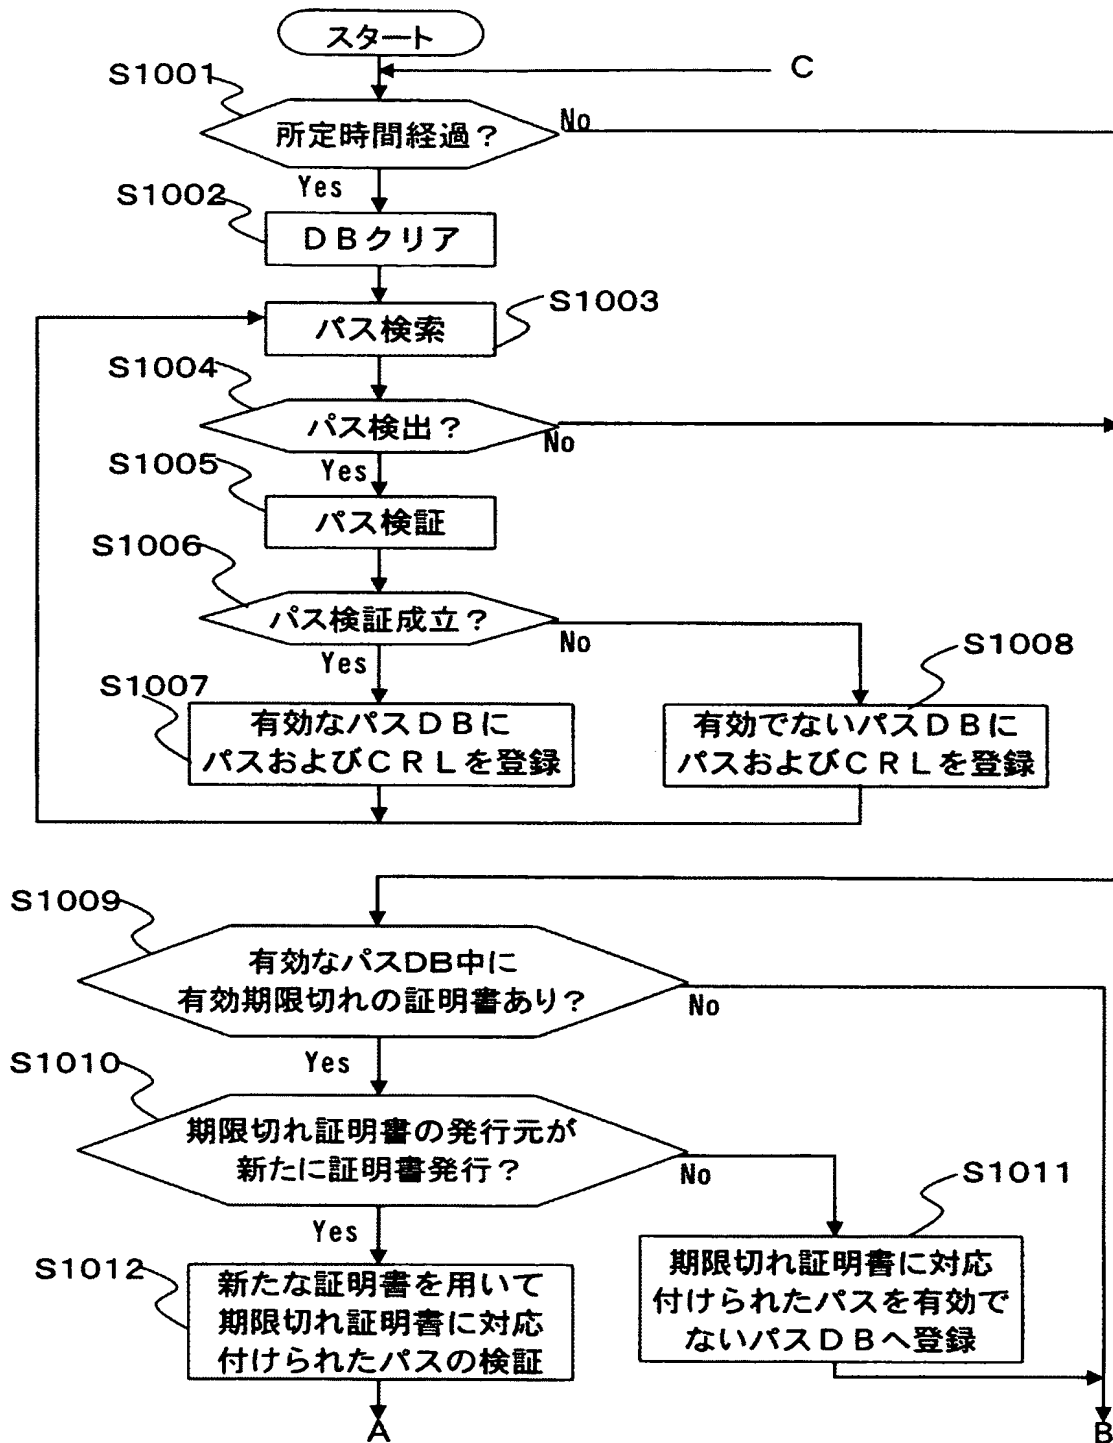 スタート
C
S1001
所定時間経過?
No
Yes
S1002
DBクリア
S1003
パス検索
S1004
パス検出?
No
Yes
S1005
パス検証
S1006
パス検証成立?
No
Yes
S1007
有効なパスDBに
パスおよびCRLを登録
S1008
有効でないパスDBに
パスおよびCRLを登録
S1009
有効なパスDB中に
有効期限切れの証明書あり?
No
Yes
S1010
期限切れ証明書の発行元が
新たに証明書発行?
No
Yes
S1011
期限切れ証明書に対応
付けられたパスを有効で
ないパスDBへ登録
S1012
新たな証明書を用いて
期限切れ証明書に対応
付けられたパスの検証
A
B